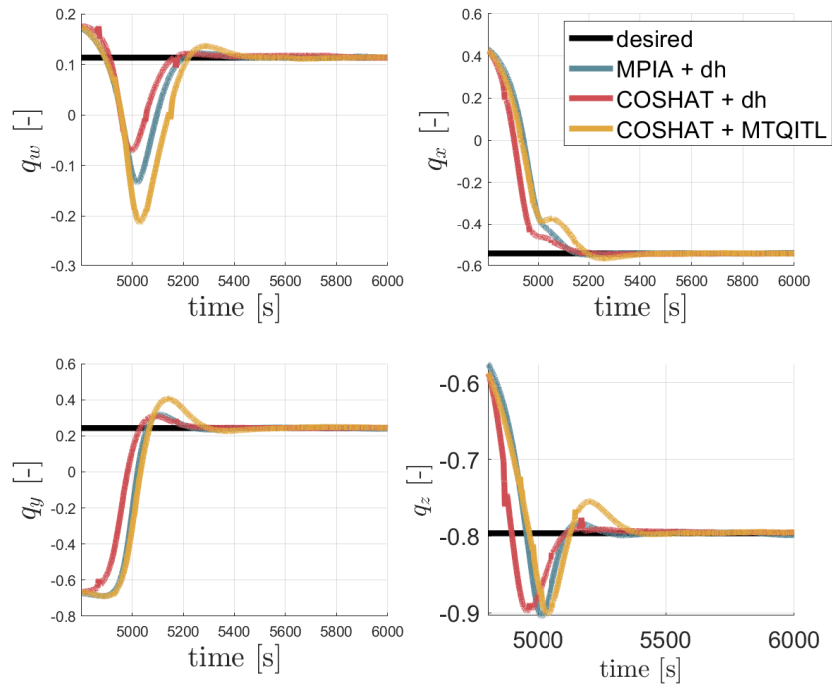 0.2
0.1
0
-0.1
-0.2
-0.3
q_w [-]
5000 5200 5400 5600 5800 6000
time [s]
0.6
0.4
0.2
0
-0.2
-0.4
-0.6
q_x [-]
5000 5200 5400 5600 5800 6000
time [s]
desired
MPIA + dh
COSHAT + dh
COSHAT + MTQITL
0.6
0.4
0.2
0
-0.2
-0.4
-0.6
-0.8
q_y [-]
5000 5200 5400 5600 5800 6000
time [s]
-0.6
-0.7
-0.8
-0.9
q_z [-]
5000 5500 6000
time [s]